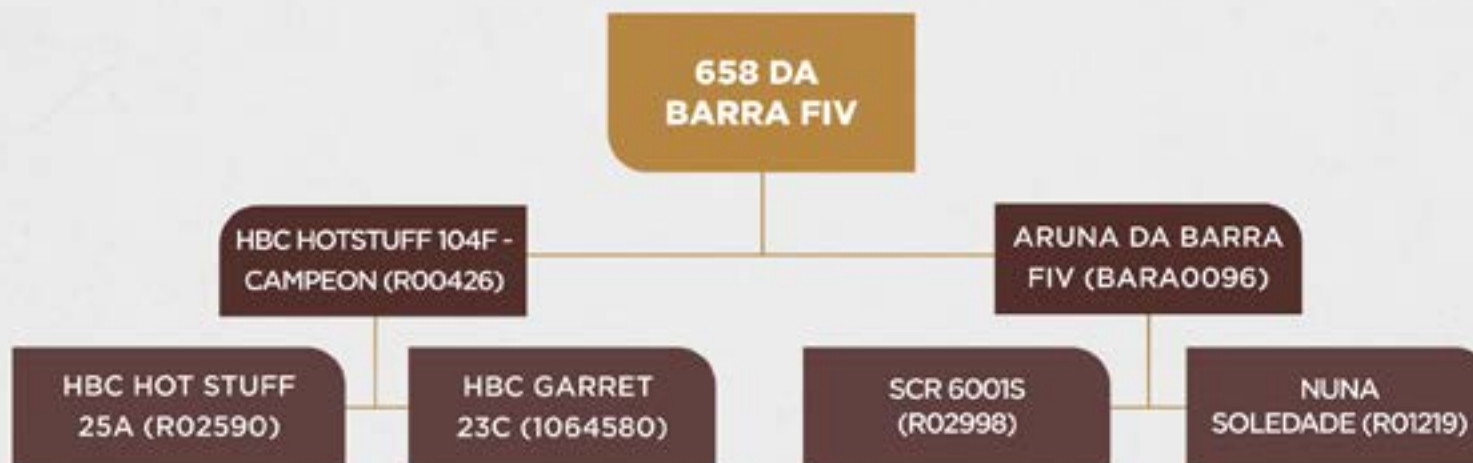 658 DA
BARRA FIV
HBC HOTSTUFF 104F -
CAMPEON (R00426)
ARUNA DA BARRA
FIV (BARA0096)
HBC HOT STUFF
25A (R02590)
HBC GARRET
23C (1064580)
SCR 6001S
(R02998)
NUNA
SOLEDADE (R01219)